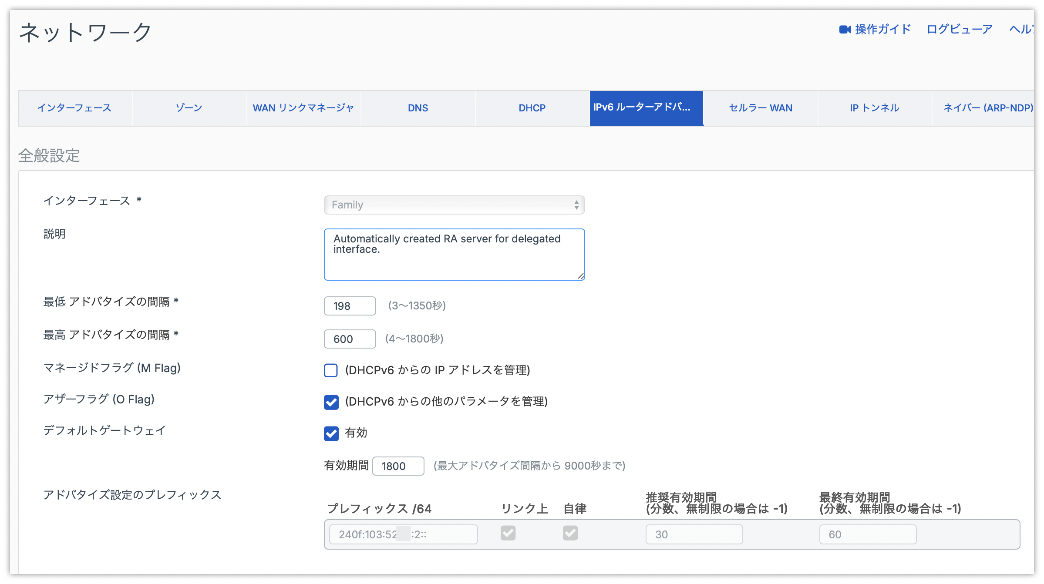 ネットワーク
操作ガイド ログビューア ヘル
インターフェース ゾーン WAN リンクマネージャ DNS DHCP IPv6 ルーターアドバ... セルラー WAN IP トンネル ネイバー (ARP-NDP)
全般設定
インターフェース *
Family
説明
Automatically created RA server for delegated
interface.
最低 アドバタイズの間隔 * 198 (3〜1350秒)
最高 アドバタイズの間隔 * 600 (4〜1800秒)
マネージドフラグ (M Flag) (DHCPv6 からの IP アドレスを管理)
アザーフラグ (O Flag) (DHCPv6 からの他のパラメータを管理)
デフォルトゲートウェイ 有効
有効期間 1800 (最大アドバタイズ間隔から 9000秒まで)
アドバタイズ設定のプレフィックス
プレフィックス /64 リンク上 自律
推奨有効期間
(分数、無制限の場合は -1)
最終有効期間
(分数、無制限の場合は -1)
240f:103:52 :2:: 30 60